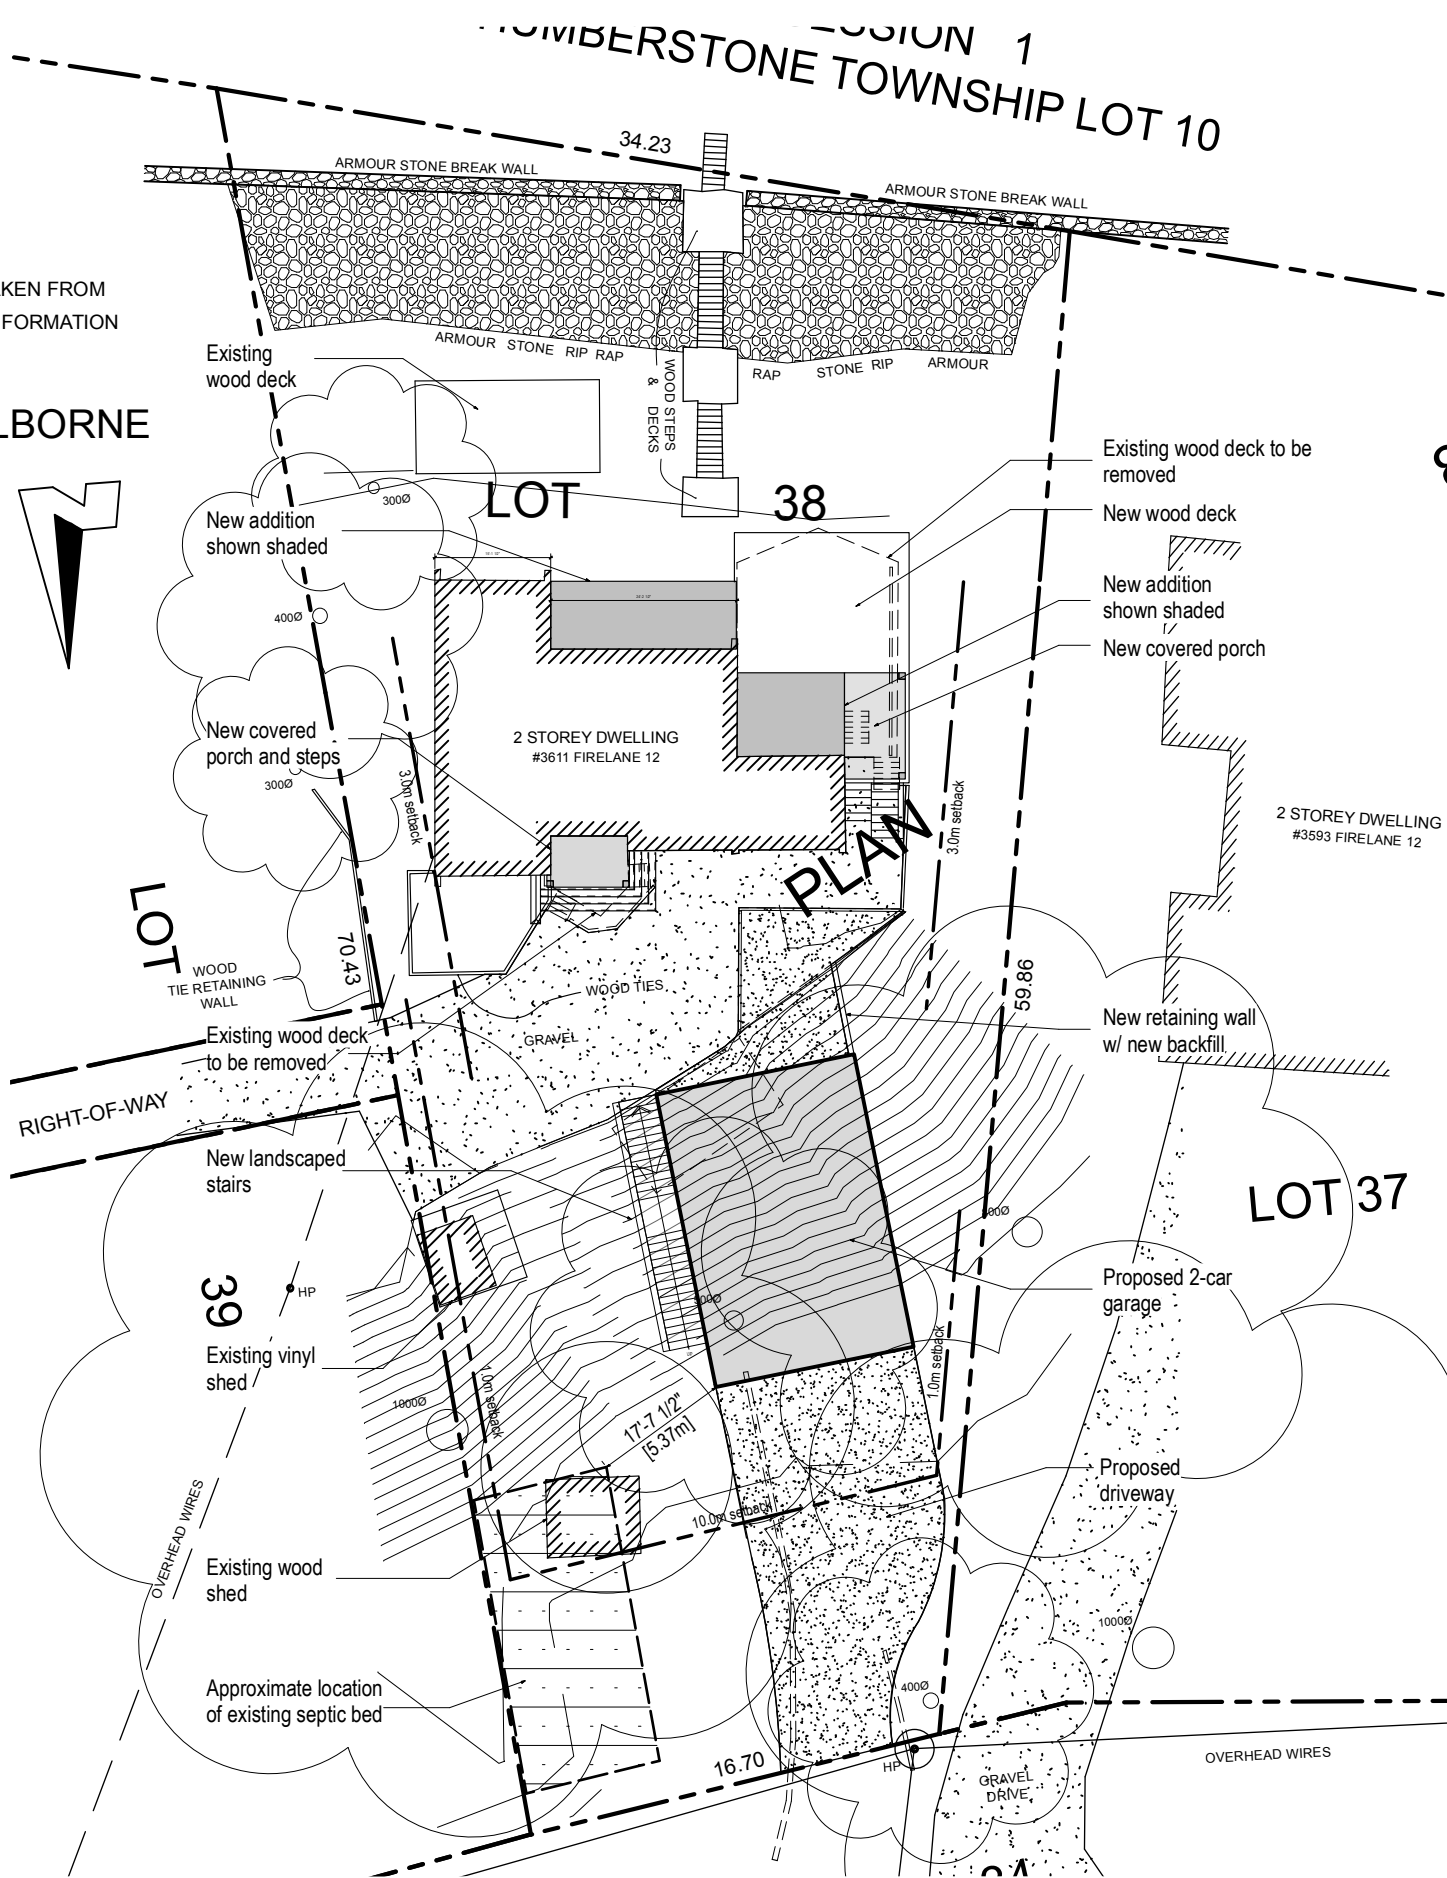 HUMBERSTONE TOWNSHIP LOT 10
1
34.23
ARMOUR STONE BREAK WALL
ARMOUR STONE BREAK WALL
FROM
FORMATION
ARMOUR STONE RIP RAP
RAP STONE RIP ARMOUR
Existing
wood deck
WOOD STEPS
& DECKS
LBORNE
Existing wood deck to be
removed
300Ø
LOT 38
New addition
shown shaded
New wood deck
400Ø
New addition
shown shaded
New covered porch
New covered
porch and steps
2 STOREY DWELLING
#3611 FIRELANE 12
300Ø
3.0m setback
3.0m setback
2 STOREY DWELLING
#3593 FIRELANE 12
PLAN
LOT
70.43
WOOD
TIE RETAINING
WALL
WOOD TIES
59.86
Existing wood deck
to be removed
GRAVEL
New retaining wall
w/ new backfill
RIGHT-OF-WAY
New landscaped
stairs
LOT 37
39
HP
Proposed 2-car
garage
Existing vinyl
shed
1.0m setback
1.0m setback
1000Ø
17'-7 1/2"
[5.37m]
Proposed
driveway
10.0m setback
OVERHEAD WIRES
Existing wood
shed
1000Ø
Approximate location
of existing septic bed
400Ø
16.70
HP
OVERHEAD WIRES
GRAVEL
DRIVE